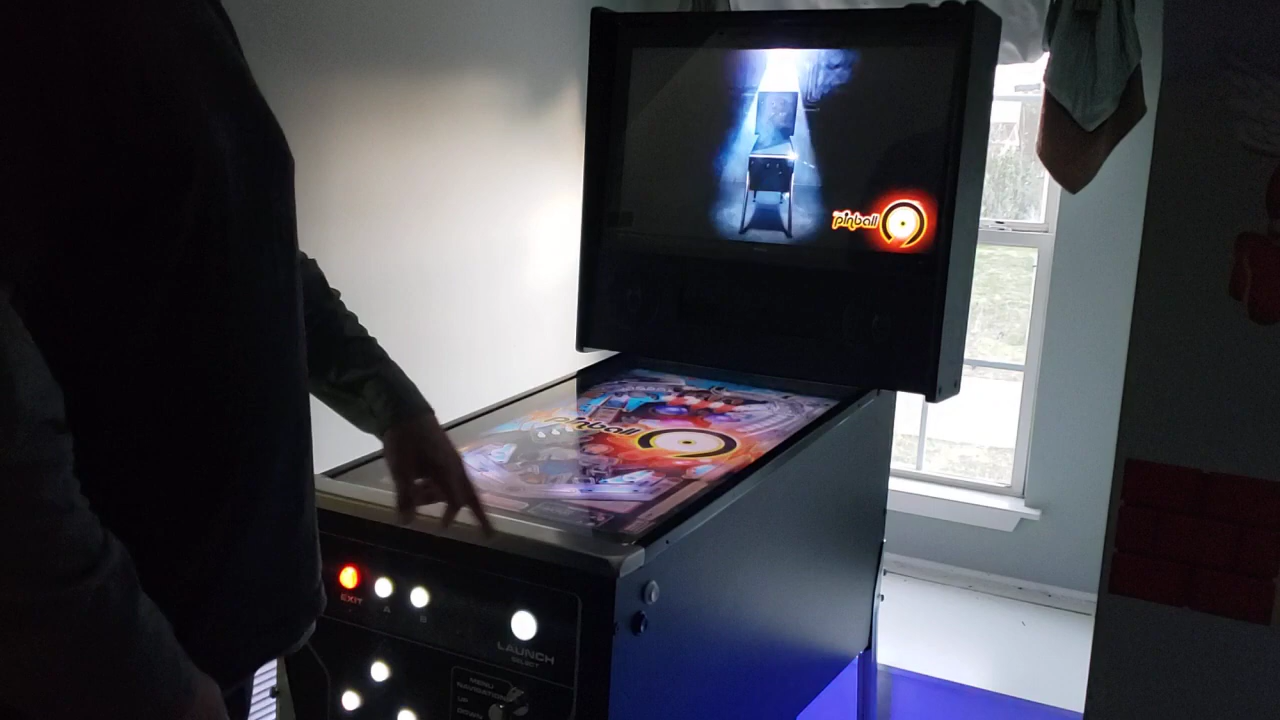 pinball
pinball
EXIT
A
B
LAUNCH
SELECT
MENU
NAVIGATION
UP
DOWN